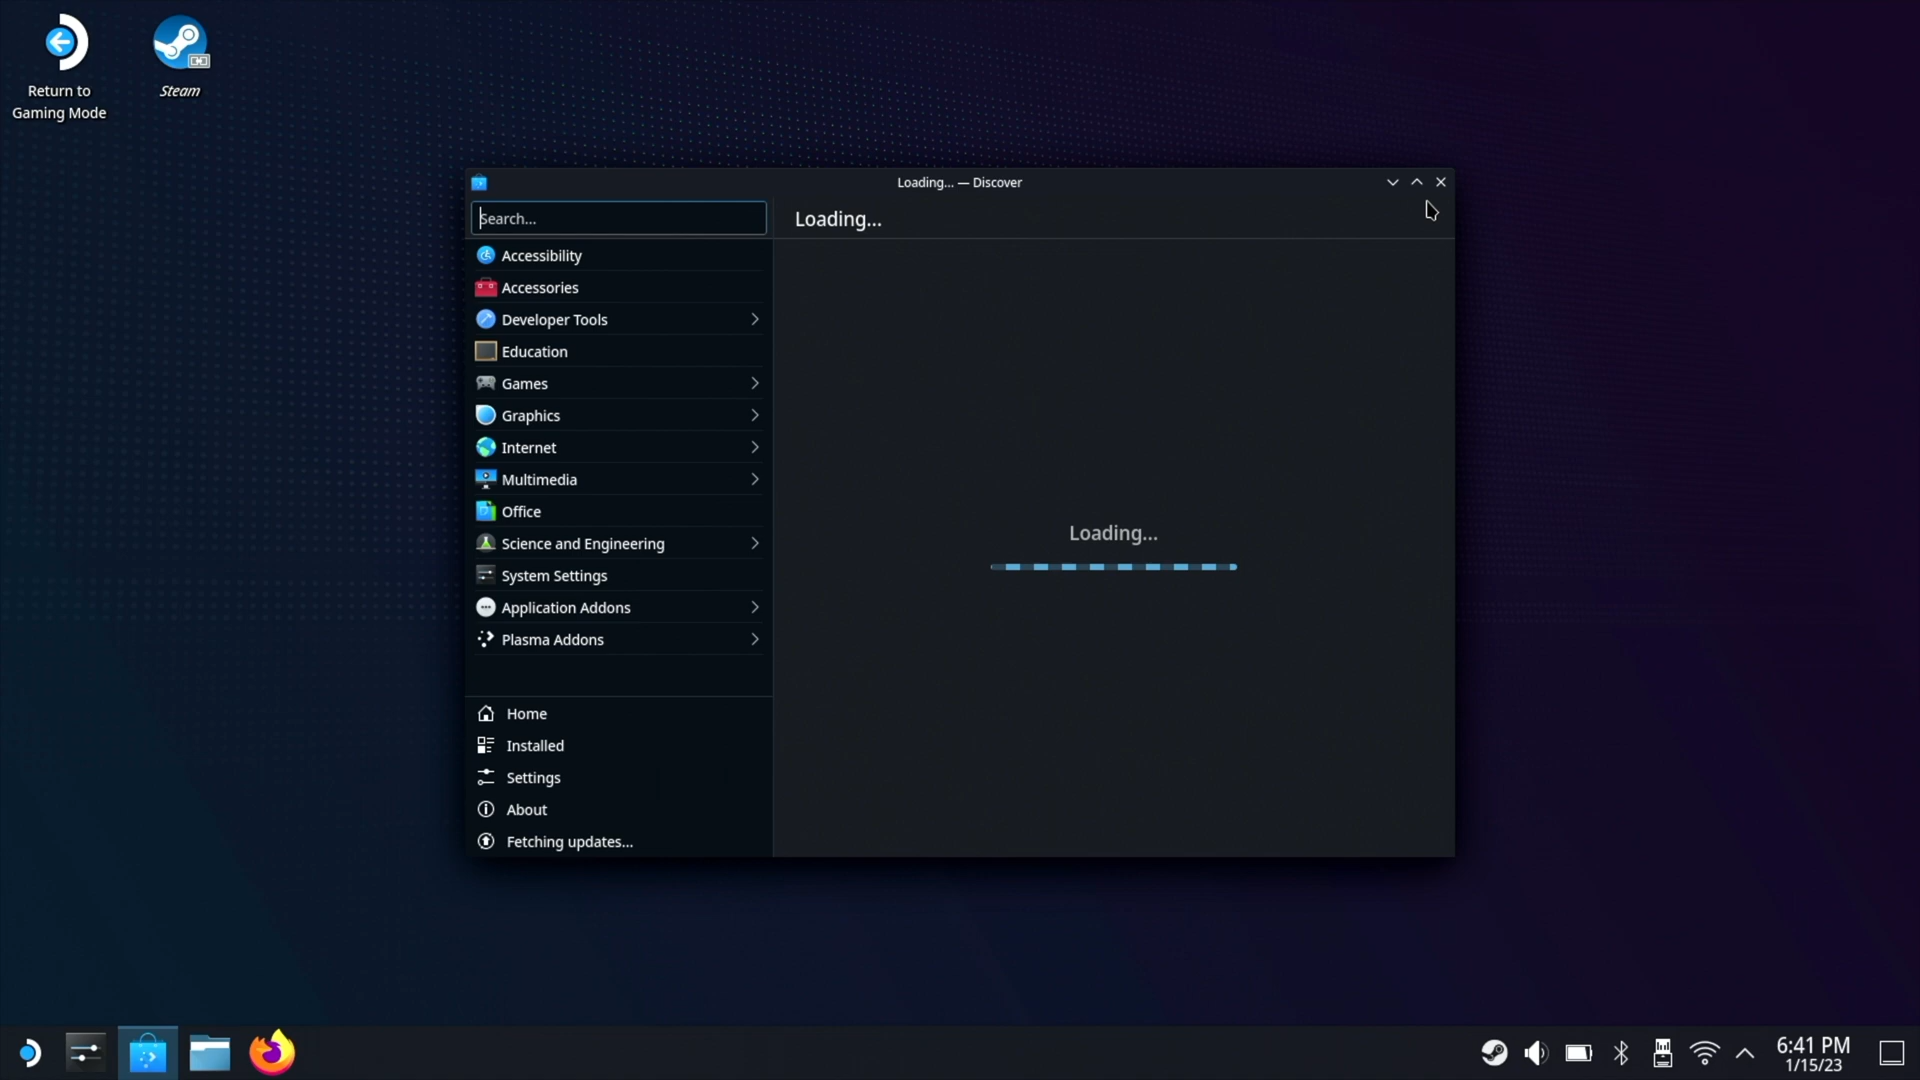 Return to
Gaming Mode
Steam
Loading... — Discover
Search...
Loading...
Accessibility
Accessories
Developer Tools
Education
Games
Graphics
Internet
Multimedia
Office
Science and Engineering
System Settings
Application Addons
Plasma Addons
Loading...
Home
Installed
Settings
About
Fetching updates...
6:41 PM
1/15/23